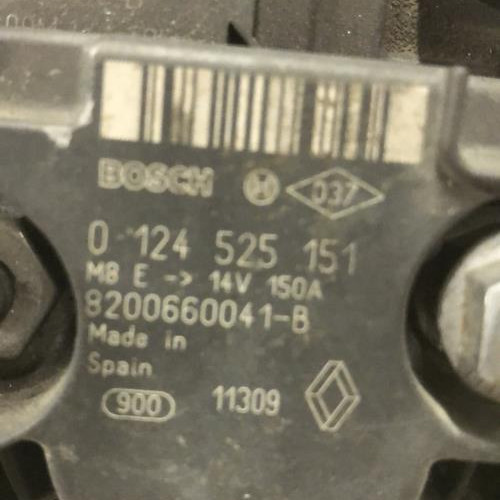 BOSCH 037
0 124 525 151
M8 E -> 14V 150A
8200660041-B
Made in
Spain
900 11309